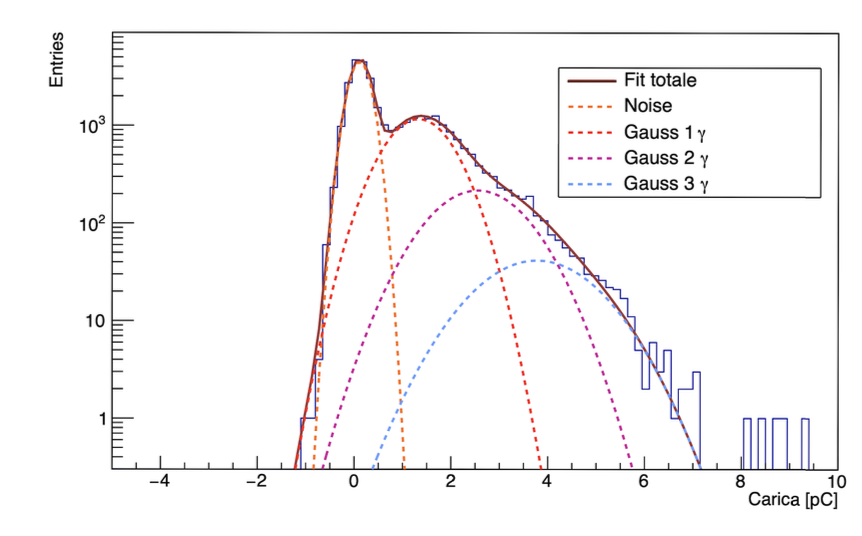 Entries
10³
10²
10
1
−4 −2 0 2 4 6 8 10
Carica [pC]
Fit totale
Noise
Gauss 1 γ
Gauss 2 γ
Gauss 3 γ